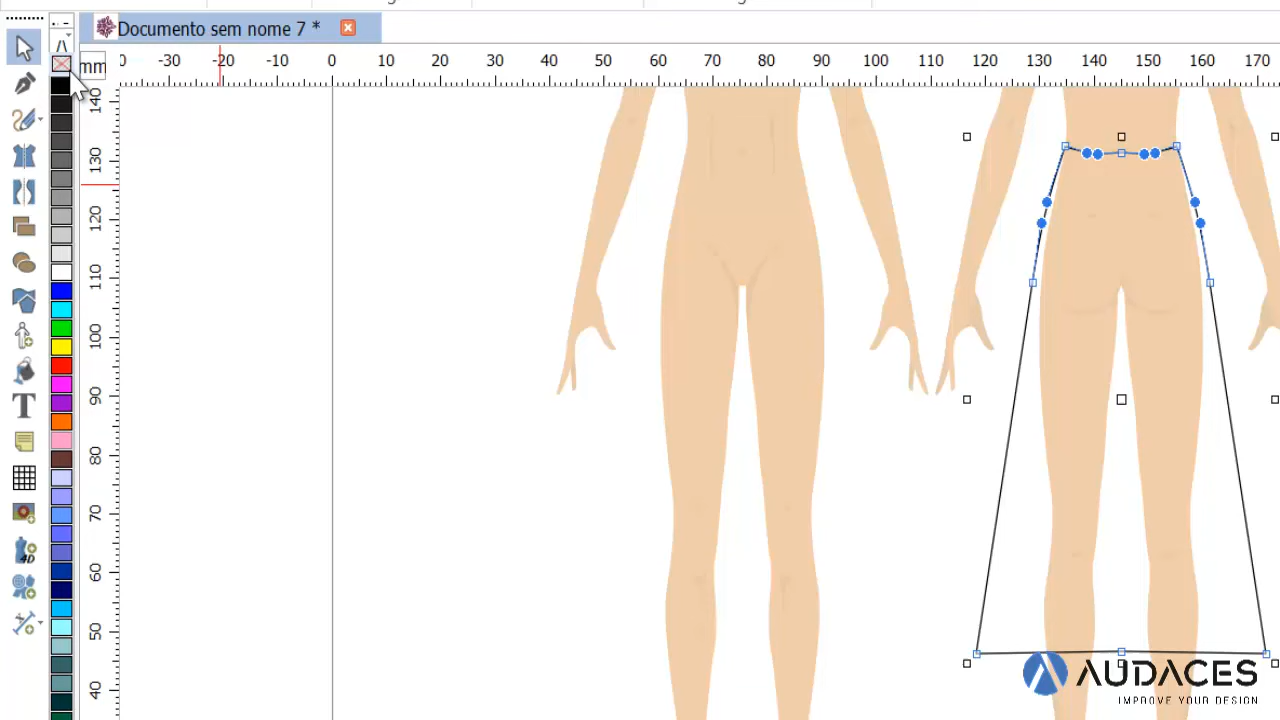 Documento sem nome 7 *
mm
0 -30 -20 -10 0 10 20 30 40 50 60 70 80 90 100 110 120 130 140 150 160 170
140
130
120
110
100
90
80
70
60
50
40
T
4D
AUDACES
IMPROVE YOUR DESIGN